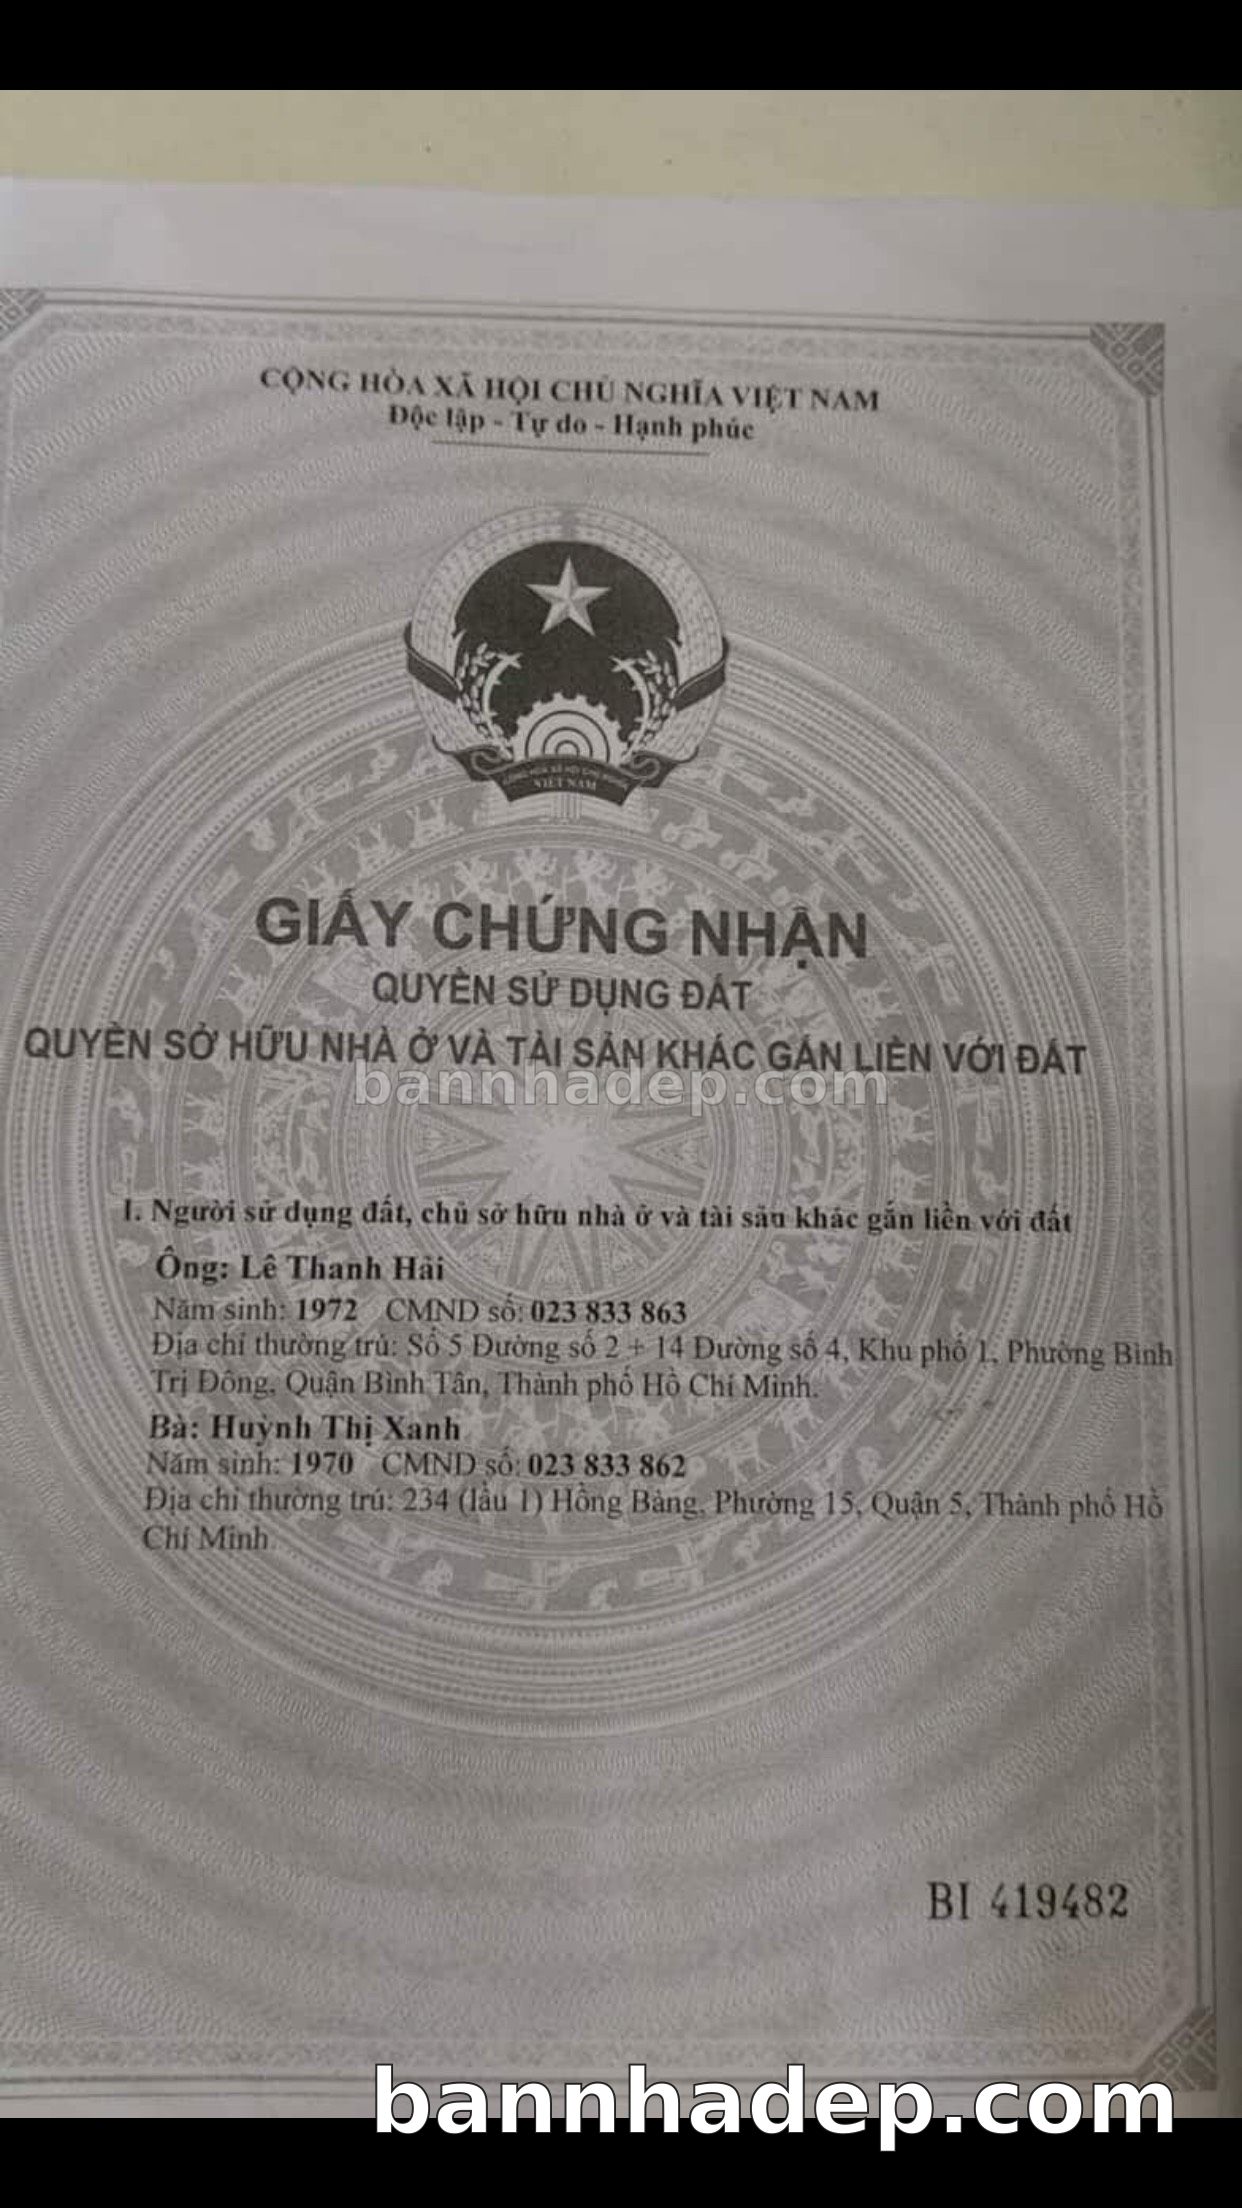 CỘNG HÒA XÃ HỘI CHỦ NGHĨA VIỆT NAM
Độc lập - Tự do - Hạnh phúc
VIỆT NAM
GIẤY CHỨNG NHẬN
QUYỀN SỬ DỤNG ĐẤT
QUYỀN SỞ HỮU NHÀ Ở VÀ TÀI SẢN KHÁC GẮN LIỀN VỚI ĐẤT
bannhadep.com
I. Người sử dụng đất, chủ sở hữu nhà ở và tài sản khác gắn liền với đất
Ông: Lê Thanh Hải
Năm sinh: 1972 CMND số: 023 833 863
Địa chỉ thường trú: Số 5 Đường số 2 + 14 Đường số 4, Khu phố 1, Phường Bình
Trị Đông, Quận Bình Tân, Thành phố Hồ Chí Minh.
Bà: Huỳnh Thị Xanh
Năm sinh: 1970 CMND số: 023 833 862
Địa chỉ thường trú: 234 (lầu 1) Hồng Bàng, Phường 15, Quận 5, Thành phố Hồ
Chí Minh
BI 419482
bannhadep.com